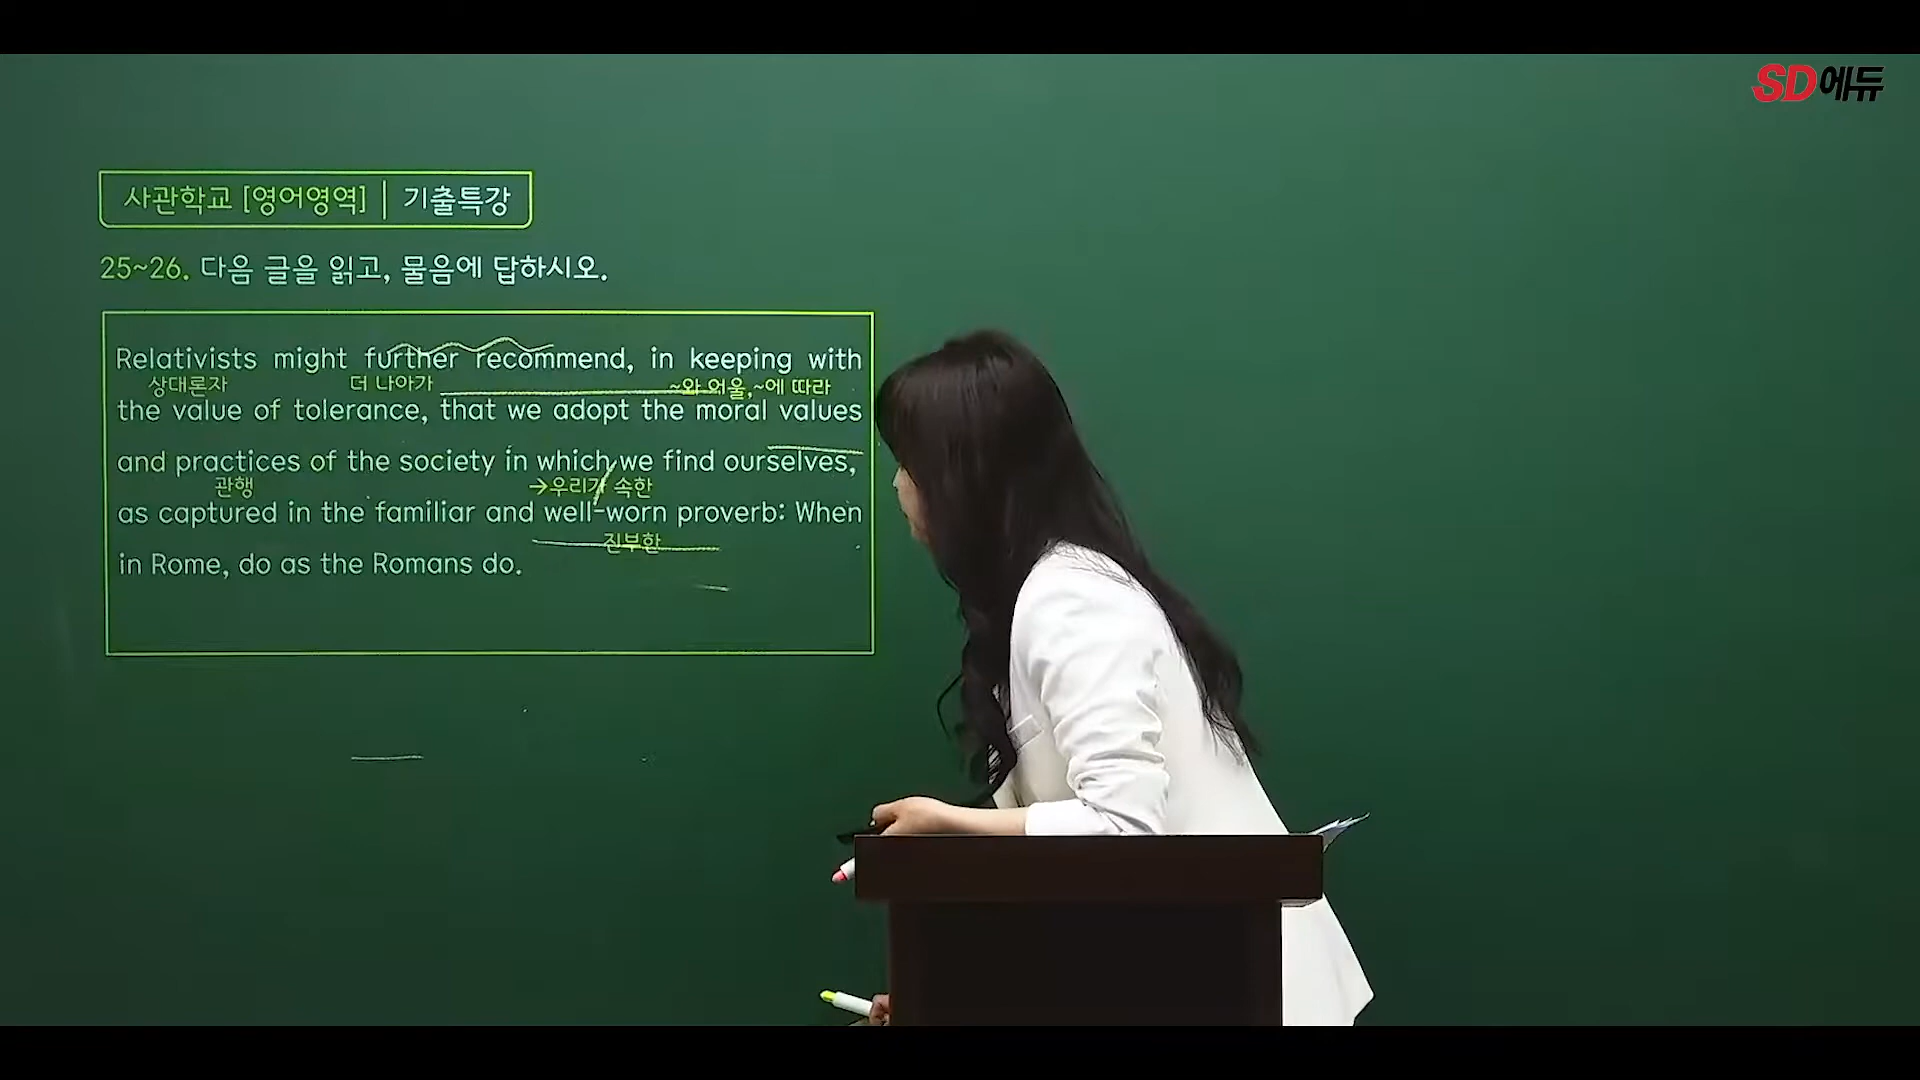 SD에듀
사관학교 [영어영역] | 기출특강
25~26. 다음 글을 읽고, 물음에 답하시오.
Relativists might further recommend, in keeping with
상대론자 더 나아가 ~와 어울, ~에 따라
the value of tolerance, that we adopt the moral values
and practices of the society in which we find ourselves,
관행 →우리가 속한
as captured in the familiar and well-worn proverb: When
진부한
in Rome, do as the Romans do.